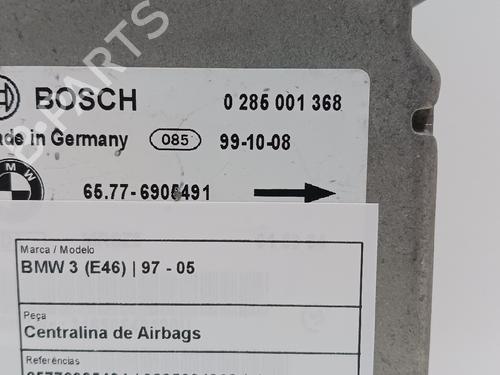 BOSCH 0 285 001 368
Made in Germany 085 99-10-08
BMW 65.77-6905491
Marca / Modelo
BMW 3 (E46) | 97 - 05
Peça
Centralina de Airbags
Referências